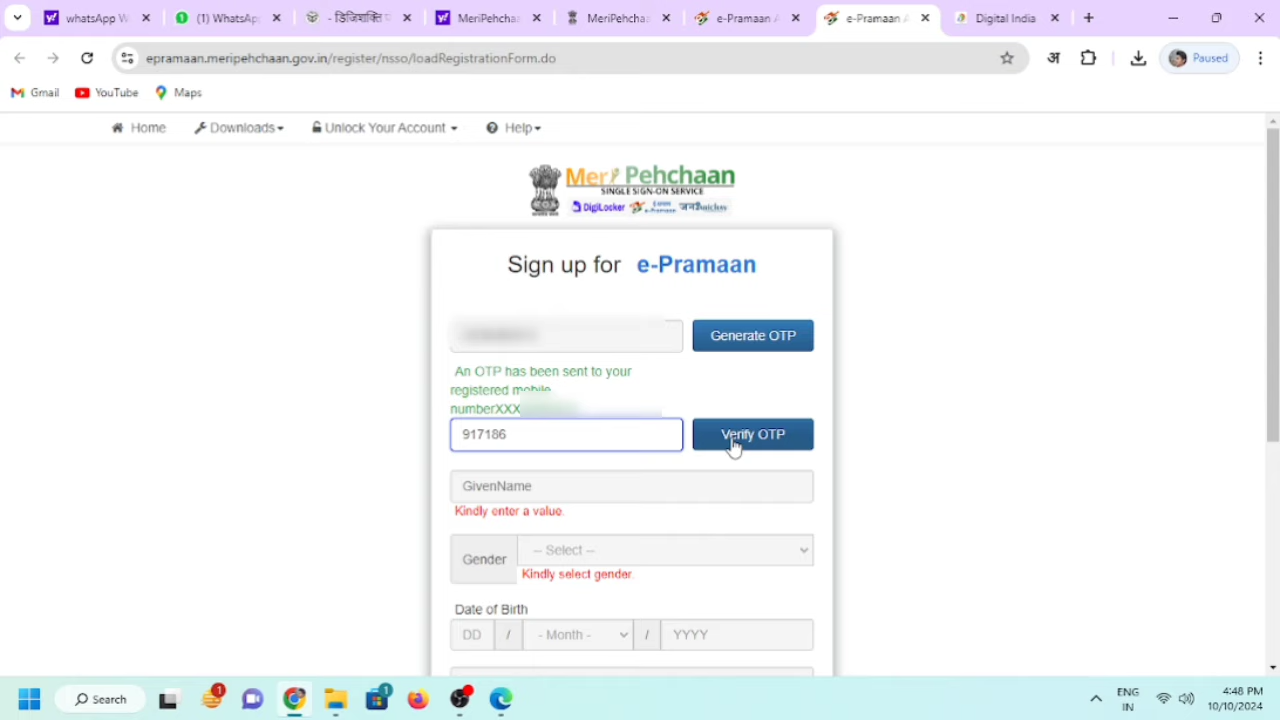 whatsApp W
(1) WhatsAp
- डिजिशक्ति प
MeriPehcha
MeriPehcha
e-Pramaan A
e-Pramaan A
Digital India
epramaan.meripehchaan.gov.in/register/nsso/loadRegistrationForm.do
अ
Paused
Gmail
YouTube
Maps
Home
Downloads
Unlock Your Account
Help
Meri Pehchaan
SINGLE SIGN-ON SERVICE
DigiLocker
Sign up for e-Pramaan
Generate OTP
An OTP has been sent to your
registered mobile
numberXXX
917186
Verify OTP
GivenName
Kindly enter a value.
Gender
-- Select --
Kindly select gender.
Date of Birth
DD / - Month - / YYYY
Search
1
1
ENG
IN
4:48 PM
10/10/2024